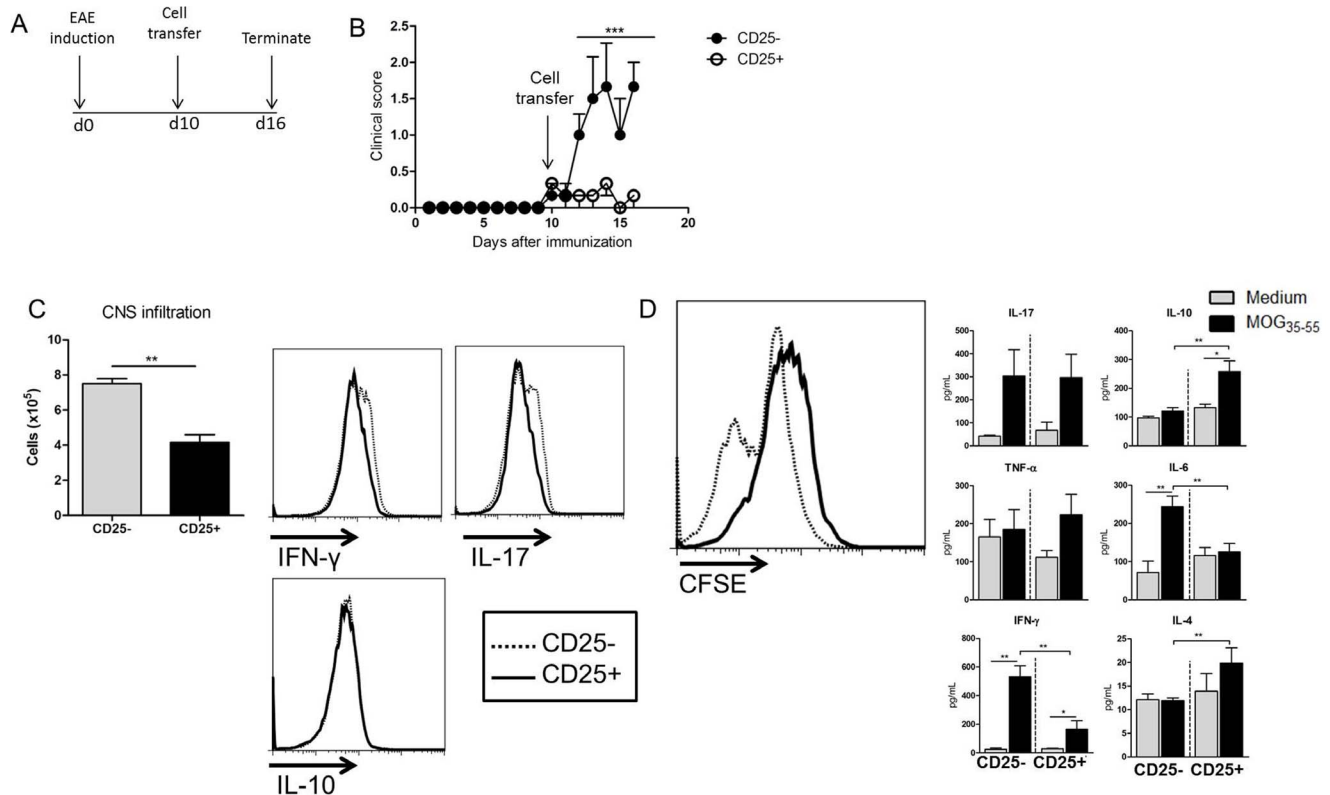 A
EAE
induction
Cell
transfer
Terminate
d0
d10
d16
B
2.5
2.0
1.5
1.0
0.5
0.0
Clinical score
Cell
transfer
***
0
5
10
15
20
Days after immunization
CD25-
CD25+
C
CNS infiltration
10
8
6
4
2
0
Cells (x10⁵)
**
CD25-
CD25+
IFN-γ
IL-17
IL-10
CD25-
CD25+
D
CFSE
Medium
MOG₃₅₋₅₅
IL-17
500
400
300
200
100
0
pg/mL
IL-10
400
300
200
100
0
pg/mL
**
*
TNF-α
300
200
100
0
pg/mL
IL-6
300
200
100
0
pg/mL
**
**
IFN-γ
800
600
400
200
0
pg/mL
**
**
*
CD25-
CD25+
IL-4
25
20
15
10
5
0
pg/mL
**
CD25-
CD25+